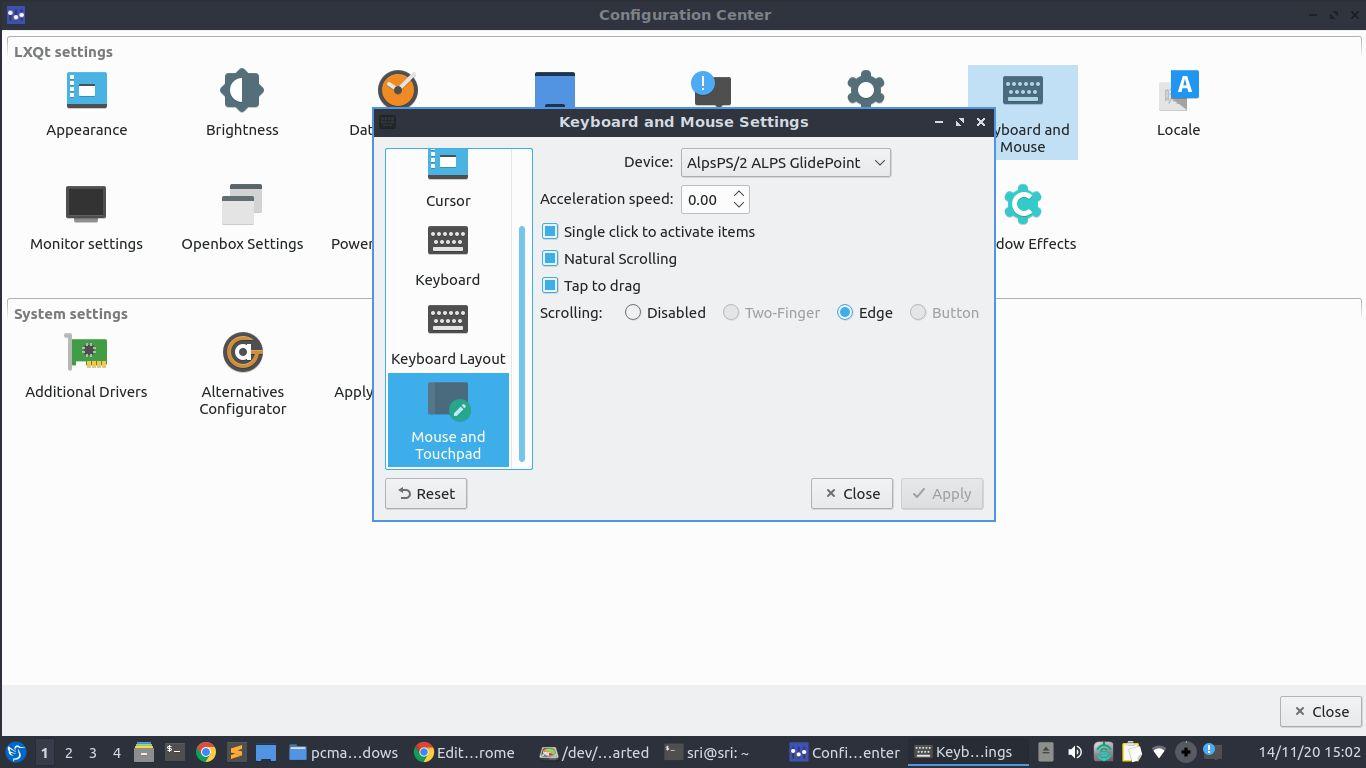 Configuration Center
LXQt settings
Appearance
Brightness
Dat
yboard and
Mouse
Locale
A
Monitor settings
Openbox Settings
Power
dow Effects
Keyboard and Mouse Settings
Cursor
Keyboard
Keyboard Layout
Mouse and
Touchpad
Device: AlpsPS/2 ALPS GlidePoint
Acceleration speed: 0.00
Single click to activate items
Natural Scrolling
Tap to drag
Scrolling: Disabled Two-Finger Edge Button
Reset
Close
Apply
System settings
Additional Drivers
Alternatives
Configurator
Apply
Close
1 2 3 4 pcma...dows Edit...rome /dev/...arted sri@sri: ~ Confi...enter Keyb...ings 14/11/20 15:02